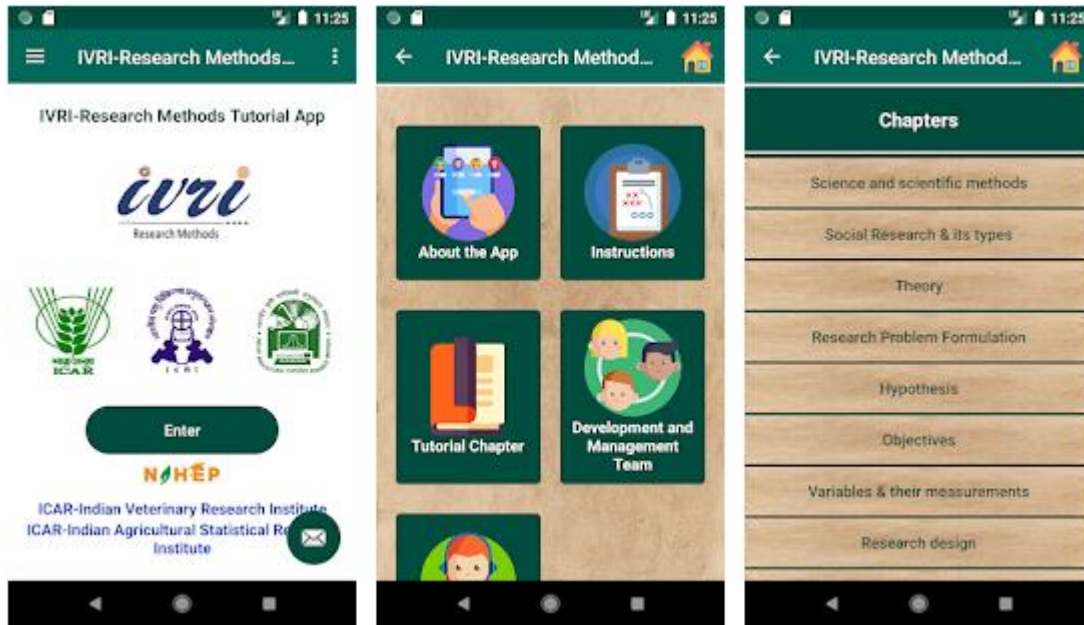 11:25
IVRI-Research Methods...
IVRI-Research Methods Tutorial App
ivri
Research Methods
ICAR
I V R I
Enter
NAHEP
ICAR-Indian Veterinary Research Institute
ICAR-Indian Agricultural Statistical Re
Institute
11:25
IVRI-Research Method...
About the App
Instructions
Tutorial Chapter
Development and
Management
Team
11:25
IVRI-Research Method...
Chapters
Science and scientific methods
Social Research & its types
Theory
Research Problem Formulation
Hypothesis
Objectives
Variables & their measurements
Research design